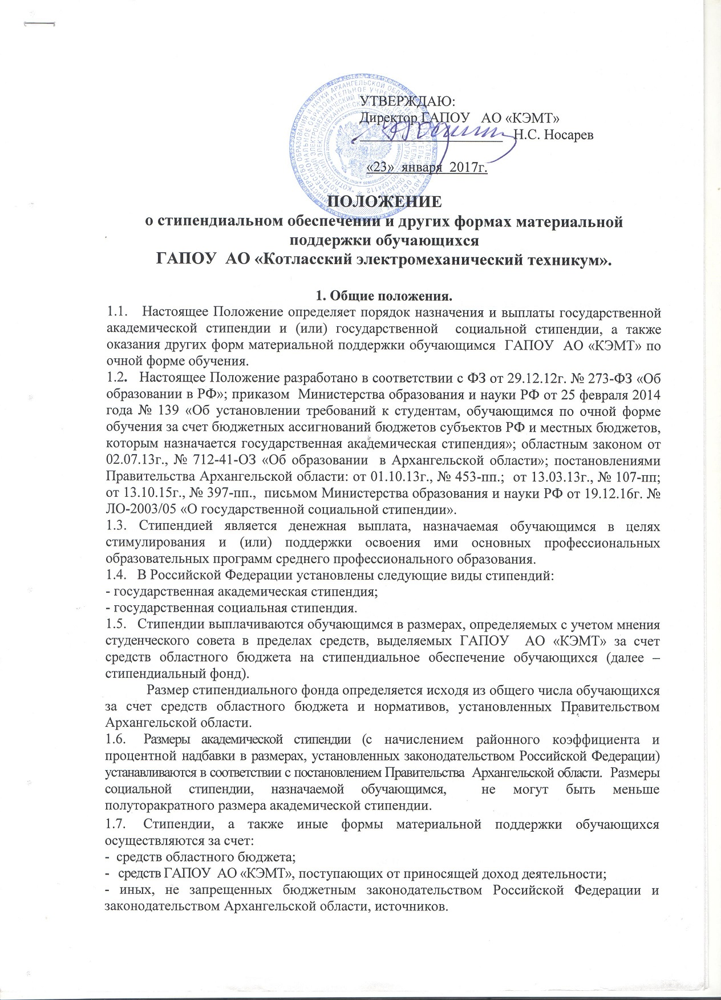 УТВЕРЖДАЮ:
Директор ГАПОУ АО «КЭМТ»
Н.С. Носарев
«23» января 2017г.
ПОЛОЖЕНИЕ
о стипендиальном обеспечении и других формах материальной
поддержки обучающихся
ГАПОУ АО «Котласский электромеханический техникум».
1. Общие положения.
1.1. Настоящее Положение определяет порядок назначения и выплаты государственной
академической стипендии и (или) государственной социальной стипендии, а также
оказания других форм материальной поддержки обучающимся ГАПОУ АО «КЭМТ» по
очной форме обучения.
1.2. Настоящее Положение разработано в соответствии с ФЗ от 29.12.12г. № 273-ФЗ «Об
образовании в РФ»; приказом Министерства образования и науки РФ от 25 февраля 2014
года № 139 «Об установлении требований к студентам, обучающимся по очной форме
обучения за счет бюджетных ассигнований бюджетов субъектов РФ и местных бюджетов,
которым назначается государственная академическая стипендия»; областным законом от
02.07.13г., № 712-41-ОЗ «Об образовании в Архангельской области»; постановлениями
Правительства Архангельской области: от 01.10.13г., № 453-пп.; от 13.03.13г., № 107-пп;
от 13.10.15г., № 397-пп., письмом Министерства образования и науки РФ от 19.12.16г. №
ЛО-2003/05 «О государственной социальной стипендии».
1.3. Стипендией является денежная выплата, назначаемая обучающимся в целях
стимулирования и (или) поддержки освоения ими основных профессиональных
образовательных программ среднего профессионального образования.
1.4. В Российской Федерации установлены следующие виды стипендий:
- государственная академическая стипендия;
- государственная социальная стипендия.
1.5. Стипендии выплачиваются обучающимся в размерах, определяемых с учетом мнения
студенческого совета в пределах средств, выделяемых ГАПОУ АО «КЭМТ» за счет
средств областного бюджета на стипендиальное обеспечение обучающихся (далее –
стипендиальный фонд).
Размер стипендиального фонда определяется исходя из общего числа обучающихся
за счет средств областного бюджета и нормативов, установленных Правительством
Архангельской области.
1.6. Размеры академической стипендии (с начислением районного коэффициента и
процентной надбавки в размерах, установленных законодательством Российской Федерации)
устанавливаются в соответствии с постановлением Правительства Архангельской области. Размеры
социальной стипендии, назначаемой обучающимся, не могут быть меньше
полуторакратного размера академической стипендии.
1.7. Стипендии, а также иные формы материальной поддержки обучающихся
осуществляются за счет:
- средств областного бюджета;
- средств ГАПОУ АО «КЭМТ», поступающих от приносящей доход деятельности;
- иных, не запрещенных бюджетным законодательством Российской Федерации и
законодательством Архангельской области, источников.